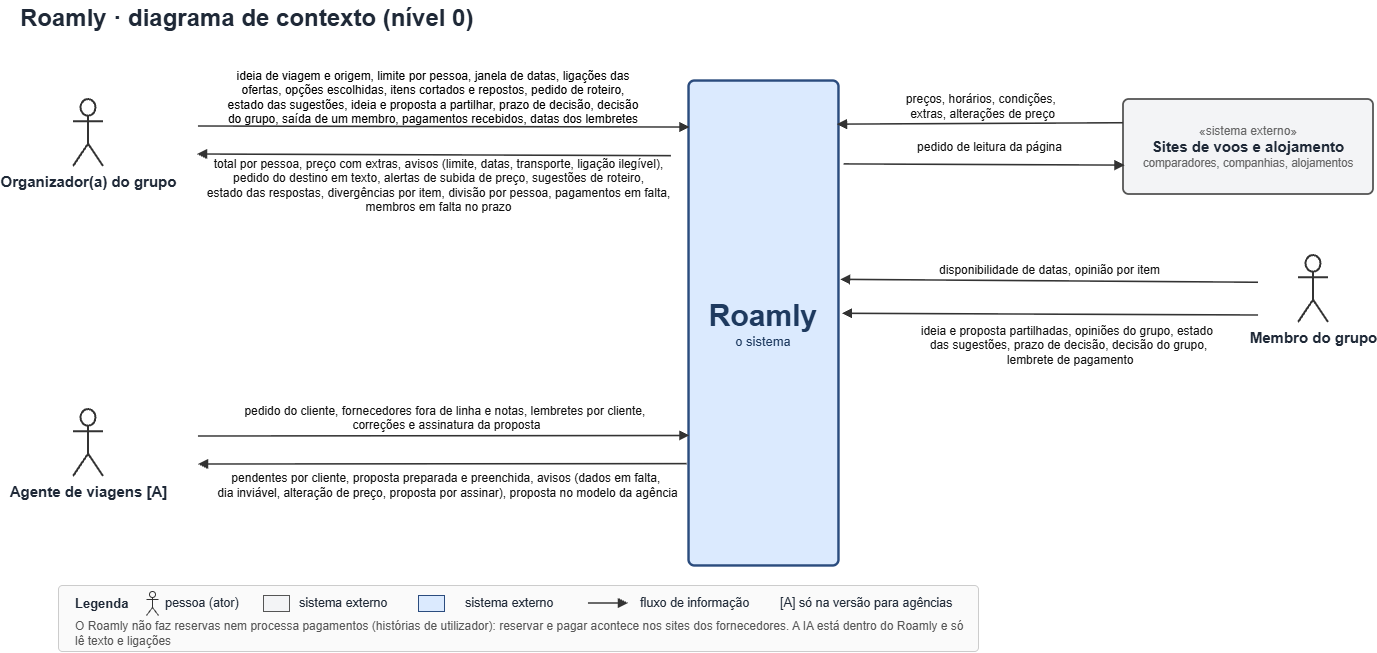 Roamly · diagrama de contexto (nível 0)
ideia de viagem e origem, limite por pessoa, janela de datas, ligações das
ofertas, opções escolhidas, itens cortados e repostos, pedido de roteiro,
estado das sugestões, ideia e proposta a partilhar, prazo de decisão, decisão
do grupo, saída de um membro, pagamentos recebidos, datas dos lembretes
Organizador(a) do grupo
total por pessoa, preço com extras, avisos (limite, datas, transporte, ligação ilegível),
pedido do destino em texto, alertas de subida de preço, sugestões de roteiro,
estado das respostas, divergências por item, divisão por pessoa, pagamentos em falta,
membros em falta no prazo
preços, horários, condições,
extras, alterações de preço
pedido de leitura da página
«sistema externo»
Sites de voos e alojamento
comparadores, companhias, alojamentos
Roamly
o sistema
disponibilidade de datas, opinião por item
ideia e proposta partilhadas, opiniões do grupo, estado
das sugestões, prazo de decisão, decisão do grupo,
lembrete de pagamento
Membro do grupo
pedido do cliente, fornecedores fora de linha e notas, lembretes por cliente,
correções e assinatura da proposta
Agente de viagens [A]
pendentes por cliente, proposta preparada e preenchida, avisos (dados em falta,
dia inviável, alteração de preço, proposta por assinar), proposta no modelo da agência
Legenda pessoa (ator) sistema externo sistema externo fluxo de informação [A] só na versão para agências
O Roamly não faz reservas nem processa pagamentos (histórias de utilizador): reservar e pagar acontece nos sites dos fornecedores. A IA está dentro do Roamly e só
lê texto e ligações